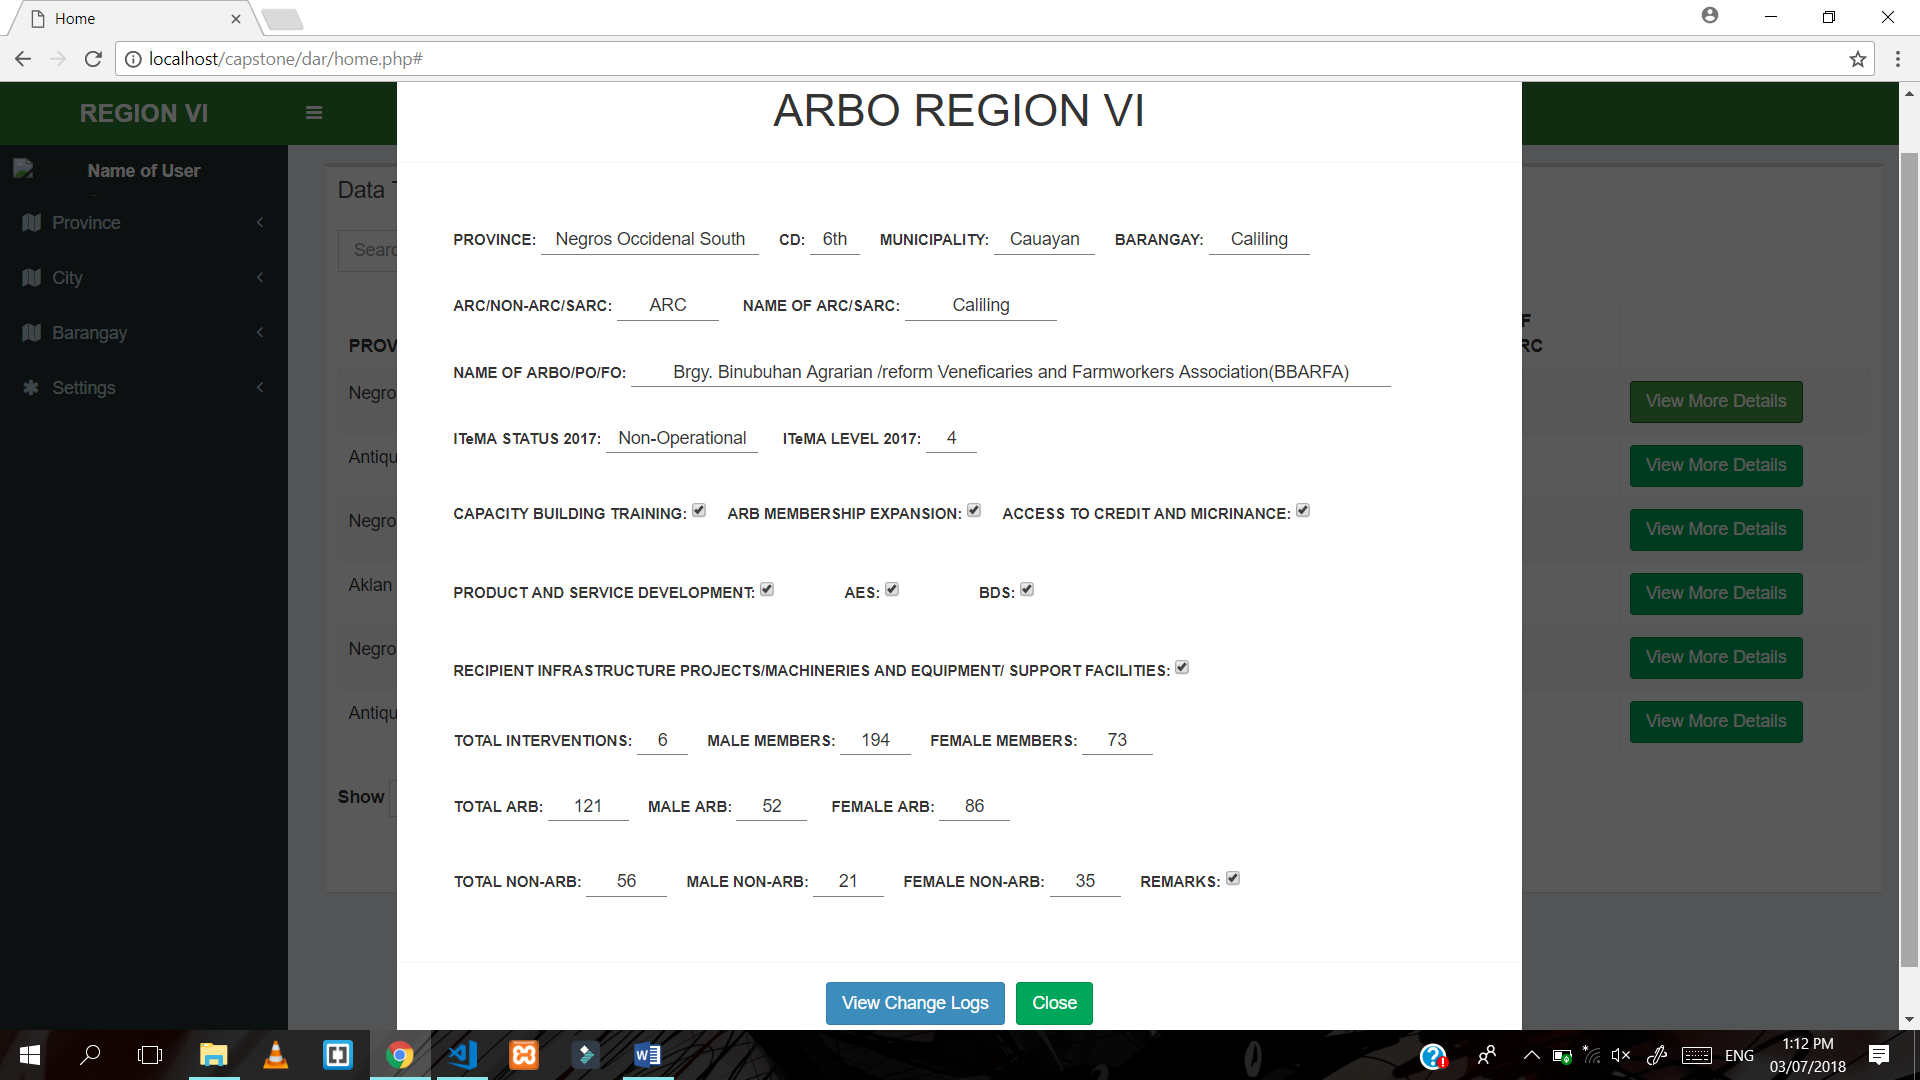 Home
localhost/capstone/dar/home.php#
REGION VI
ARBO REGION VI
Name of User
Province
City
Barangay
Settings
Data
PROVINCE: Negros Occidenal South CD: 6th MUNICIPALITY: Cauayan BARANGAY: Caliling
ARC/NON-ARC/SARC: ARC NAME OF ARC/SARC: Caliling
NAME OF ARBO/PO/FO: Brgy. Binubuhan Agrarian /reform Veneficaries and Farmworkers Association(BBARFA)
ITeMA STATUS 2017: Non-Operational ITeMA LEVEL 2017: 4
CAPACITY BUILDING TRAINING: ARB MEMBERSHIP EXPANSION: ACCESS TO CREDIT AND MICRINANCE:
PRODUCT AND SERVICE DEVELOPMENT: AES: BDS:
RECIPIENT INFRASTRUCTURE PROJECTS/MACHINERIES AND EQUIPMENT/ SUPPORT FACILITIES:
TOTAL INTERVENTIONS: 6 MALE MEMBERS: 194 FEMALE MEMBERS: 73
TOTAL ARB: 121 MALE ARB: 52 FEMALE ARB: 86
TOTAL NON-ARB: 56 MALE NON-ARB: 21 FEMALE NON-ARB: 35 REMARKS:
View Change Logs Close
Searc
PROV
Negro
Antiqu
Negro
Aklan
Negro
Antiqu
Show
F
RC
View More Details
View More Details
View More Details
View More Details
View More Details
View More Details
ENG
1:12 PM
03/07/2018